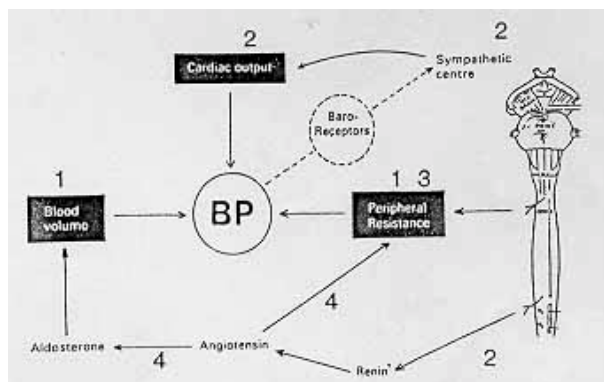 2
2
Cardiac output
Sympathetic
centre
Baro-
Receptors
1
1 3
Blood
volume
BP
Peripheral
Resistance
4
Aldosterone
4
Angiotensin
Renin
2